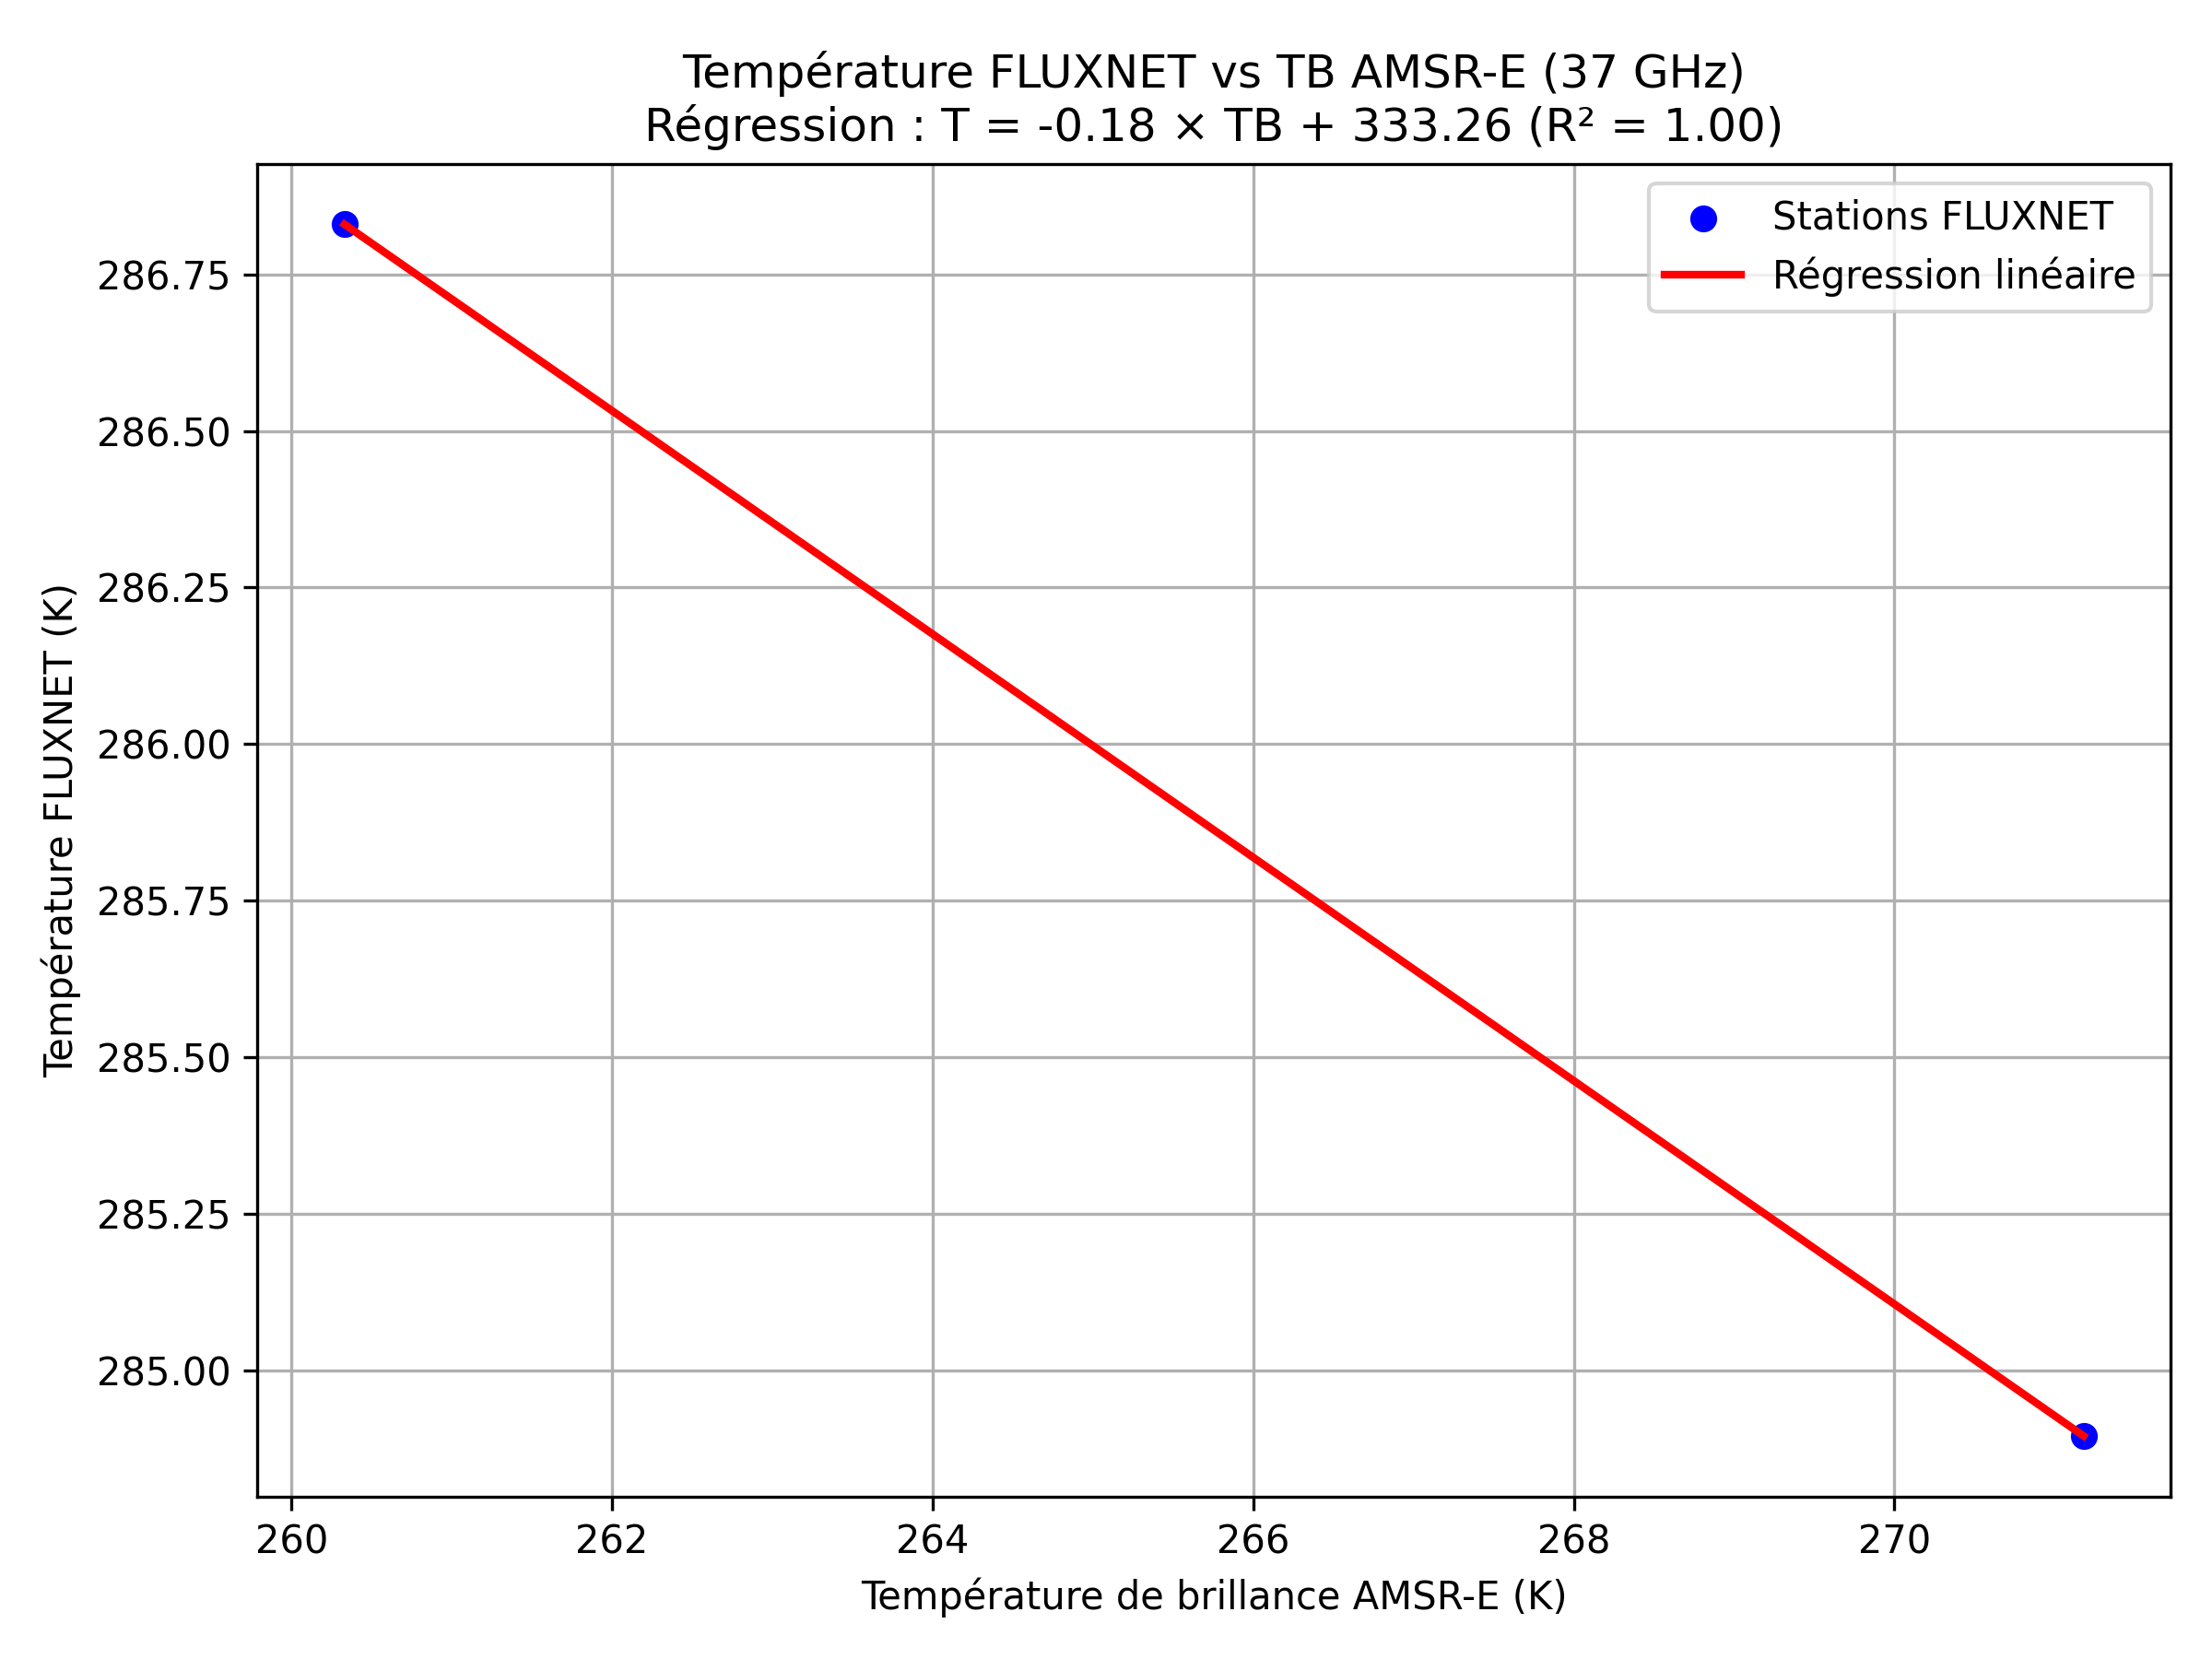 Température FLUXNET vs TB AMSR-E (37 GHz)
Régression : T = -0.18 × TB + 333.26 (R² = 1.00)
Stations FLUXNET
Régression linéaire
Température FLUXNET (K)
286.75
286.50
286.25
286.00
285.75
285.50
285.25
285.00
260 262 264 266 268 270
Température de brillance AMSR-E (K)